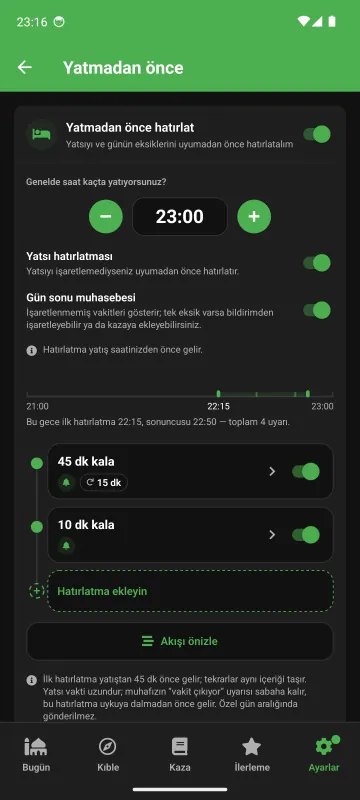 23:16
Yatmadan önce
Yatmadan önce hatırlat
Yatsıyı ve günün eksiklerini uyumadan önce hatırlatalım
Genelde saat kaçta yatıyorsunuz?
23:00
Yatsı hatırlatması
Yatsıyı işaretlemediyseniz uyumadan önce hatırlatır.
Gün sonu muhasebesi
İşaretlenmemiş vakitleri gösterir; tek eksik varsa bildirimden
işaretleyebilir ya da kazaya ekleyebilirsiniz.
Hatırlatma yatış saatinizden önce gelir.
21:00 22:15 23:00
Bu gece ilk hatırlatma 22:15, sonuncusu 22:50 — toplam 4 uyarı.
45 dk kala
15 dk
10 dk kala
Hatırlatma ekleyin
Akışı önizle
İlk hatırlatma yatıştan 45 dk önce gelir; tekrarlar aynı içeriği taşır.
Yatsı vakti uzundur; muhafızın "vakit çıkıyor" uyarısı sabaha kalır,
bu hatırlatma uykuya dalmadan önce gelir. Özel gün aralığında
gönderilmez.
Bugün Kıble Kaza İlerleme Ayarlar